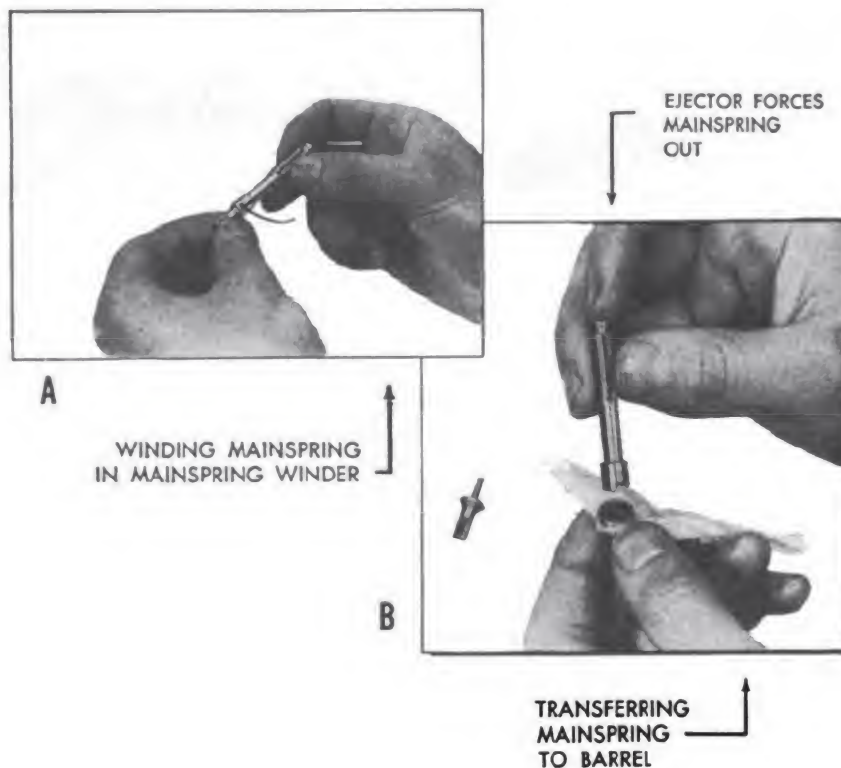 EJECTOR FORCES
MAINSPRING
OUT
A
WINDING MAINSPRING
IN MAINSPRING WINDER
B
TRANSFERRING
MAINSPRING
TO BARREL